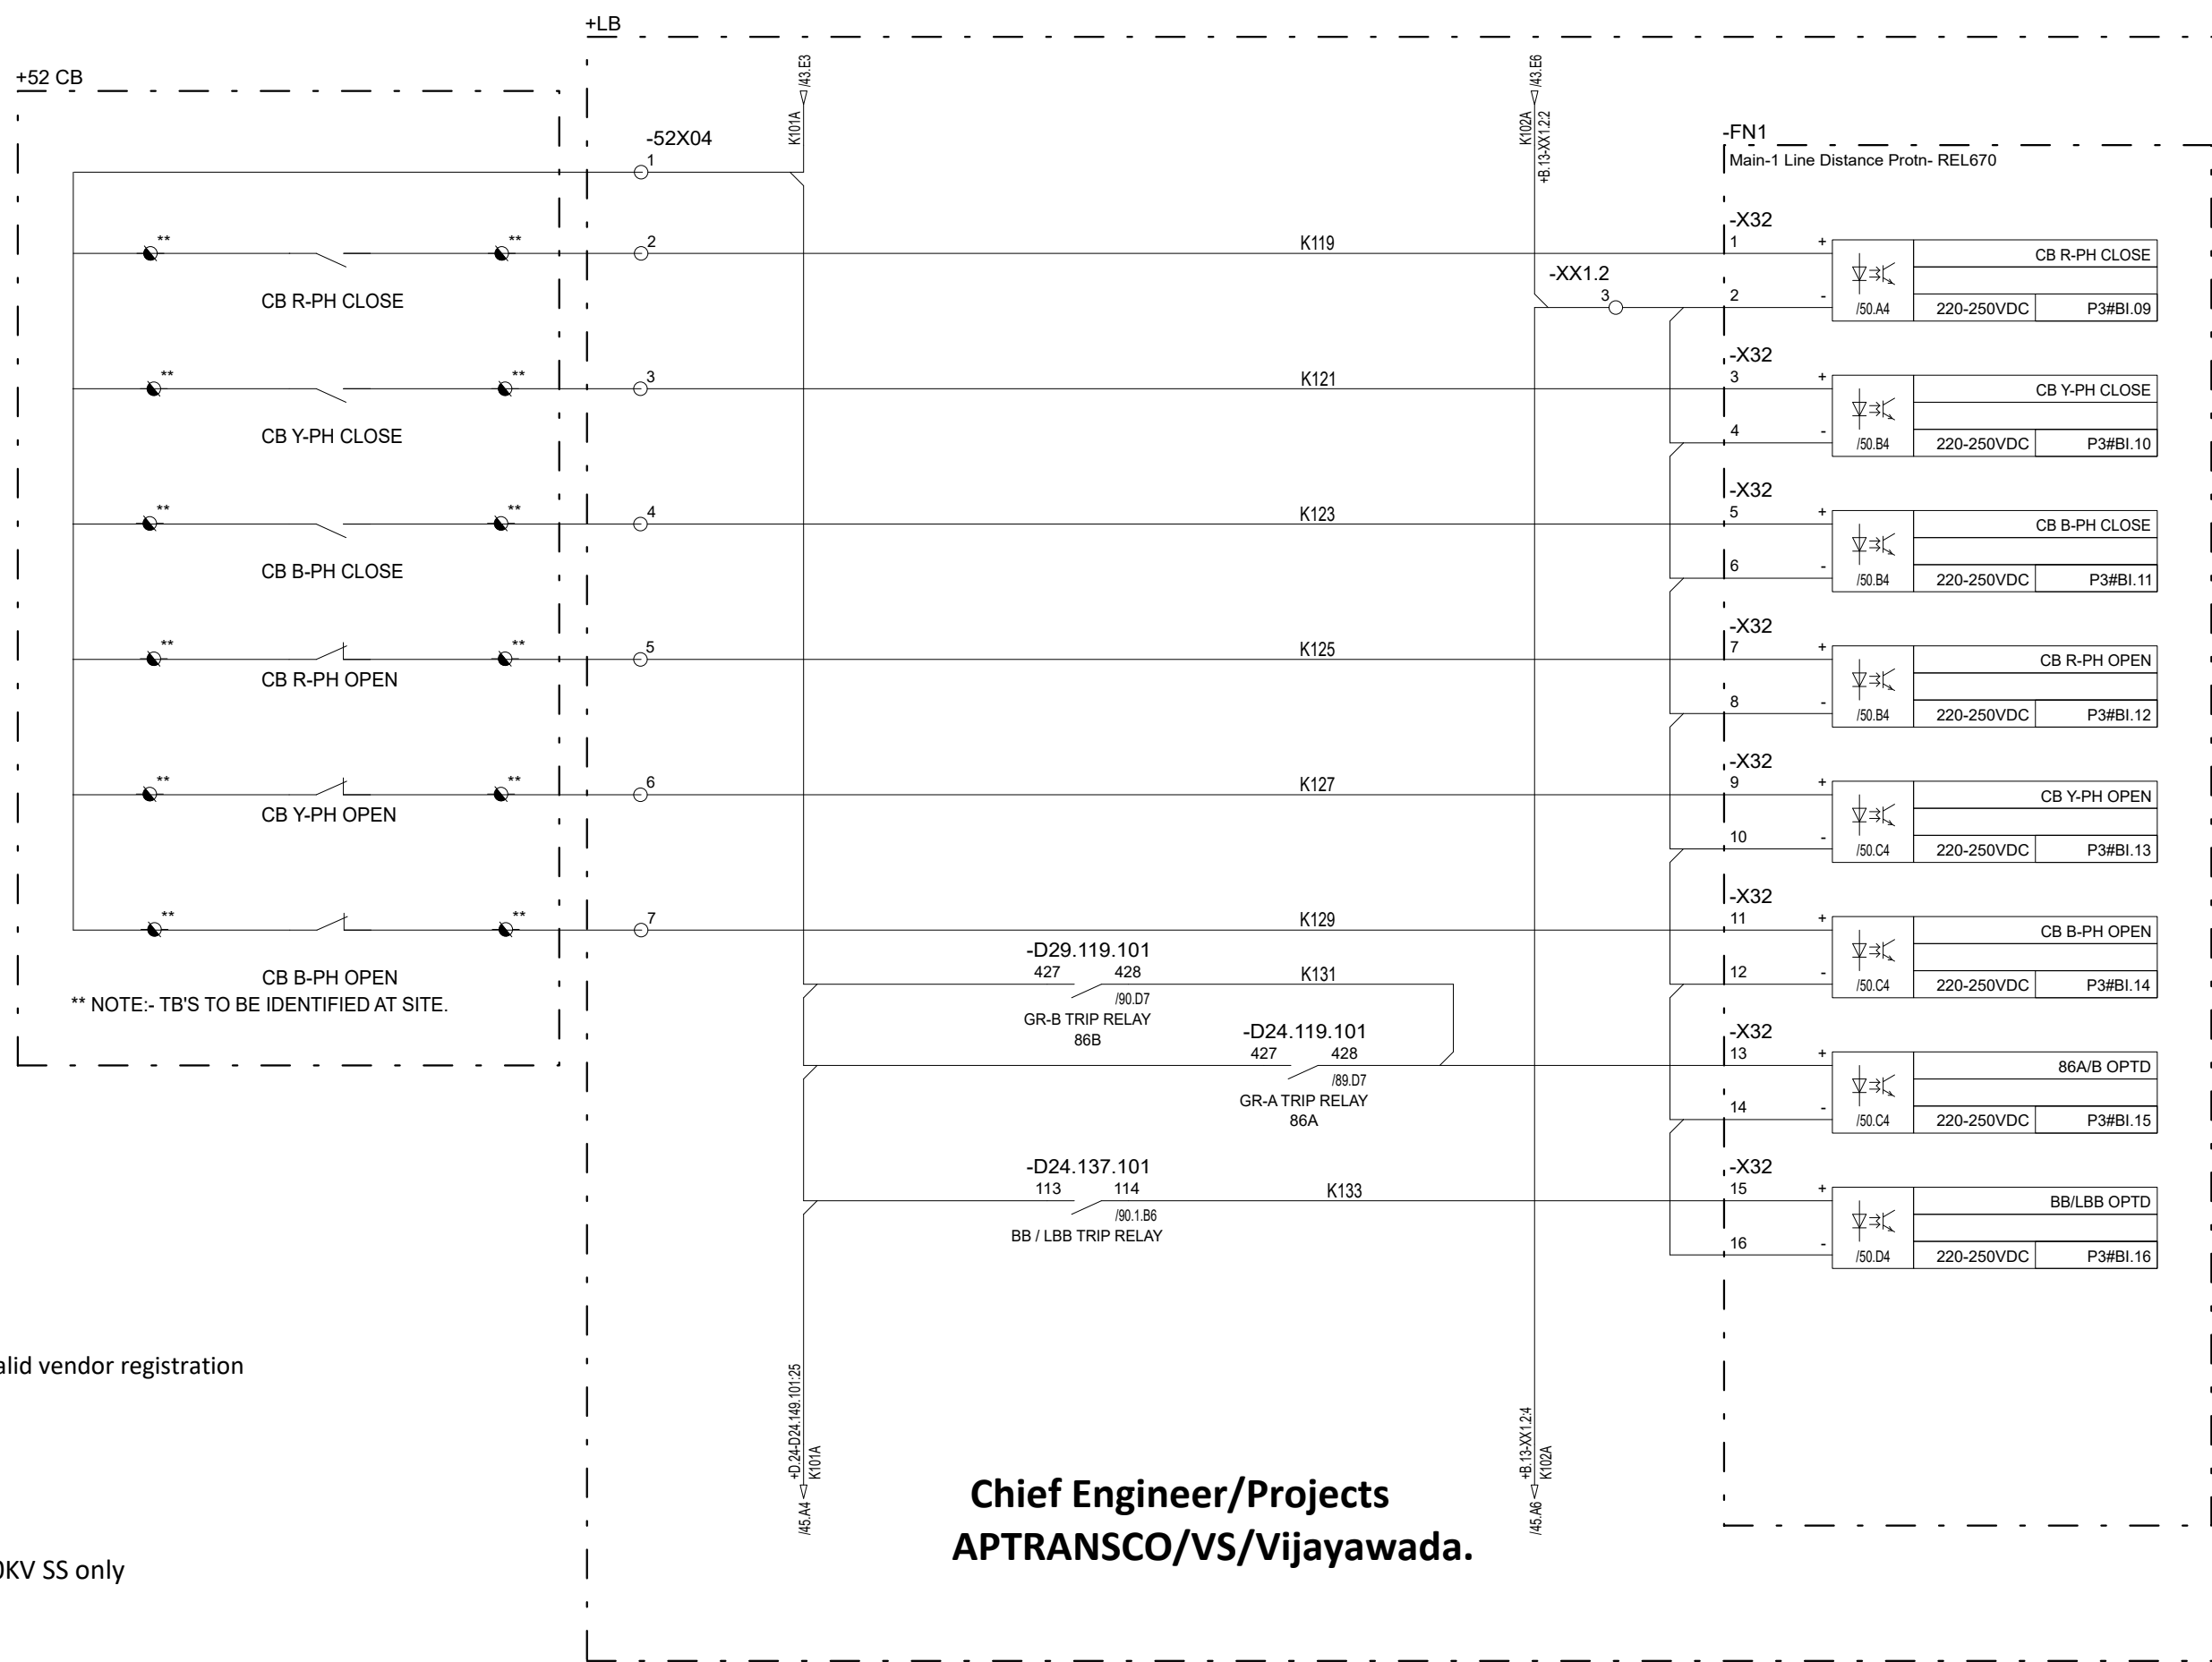 +LB
+52 CB
/43.E3
K101A
/43.E6
K102A
+B.13-XX1.2:2
-52X04
1
-FN1
Main-1 Line Distance Protn- REL670
** **
2
K119
-X32
1 +
CB R-PH CLOSE
CB R-PH CLOSE
-XX1.2
3
2 -
/50.A4 220-250VDC P3#BI.09
** **
3
K121
-X32
3 +
CB Y-PH CLOSE
CB Y-PH CLOSE
4 -
/50.B4 220-250VDC P3#BI.10
** **
4
K123
-X32
5 +
CB B-PH CLOSE
CB B-PH CLOSE
6 -
/50.B4 220-250VDC P3#BI.11
** **
5
K125
-X32
7 +
CB R-PH OPEN
CB R-PH OPEN
8 -
/50.B4 220-250VDC P3#BI.12
** **
6
K127
-X32
9 +
CB Y-PH OPEN
CB Y-PH OPEN
10 -
/50.C4 220-250VDC P3#BI.13
** **
7
K129
-X32
11 +
CB B-PH OPEN
CB B-PH OPEN
** NOTE:- TB'S TO BE IDENTIFIED AT SITE.
-D29.119.101
427 428
K131
/90.D7
GR-B TRIP RELAY
86B
12 -
/50.C4 220-250VDC P3#BI.14
-D24.119.101
427 428
/89.D7
GR-A TRIP RELAY
86A
-X32
13 +
86A/B OPTD
14 -
/50.C4 220-250VDC P3#BI.15
-D24.137.101
113 114
K133
/90.1.B6
BB / LBB TRIP RELAY
-X32
15 +
BB/LBB OPTD
16 -
/50.D4 220-250VDC P3#BI.16
alid vendor registration
+D.24-D24.149.101:25
K101A
/45.A4
+B.13-XX1.2:4
K102A
/45.A6
Chief Engineer/Projects
APTRANSCO/VS/Vijayawada.
0KV SS only